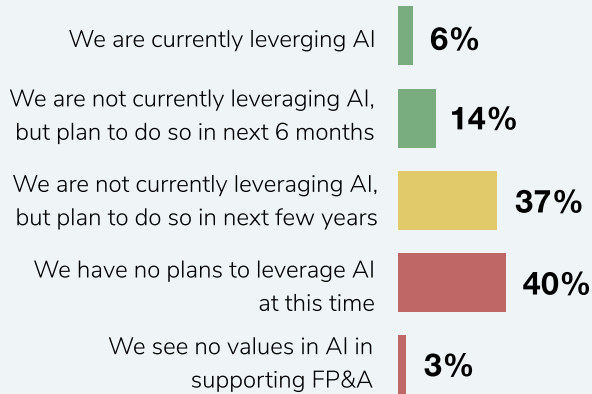 We are currently leverging AI
6%
We are not currently leveraging AI,
but plan to do so in next 6 months
14%
We are not currently leveraging AI,
but plan to do so in next few years
37%
We have no plans to leverage AI
at this time
40%
We see no values in AI in
supporting FP&A
3%